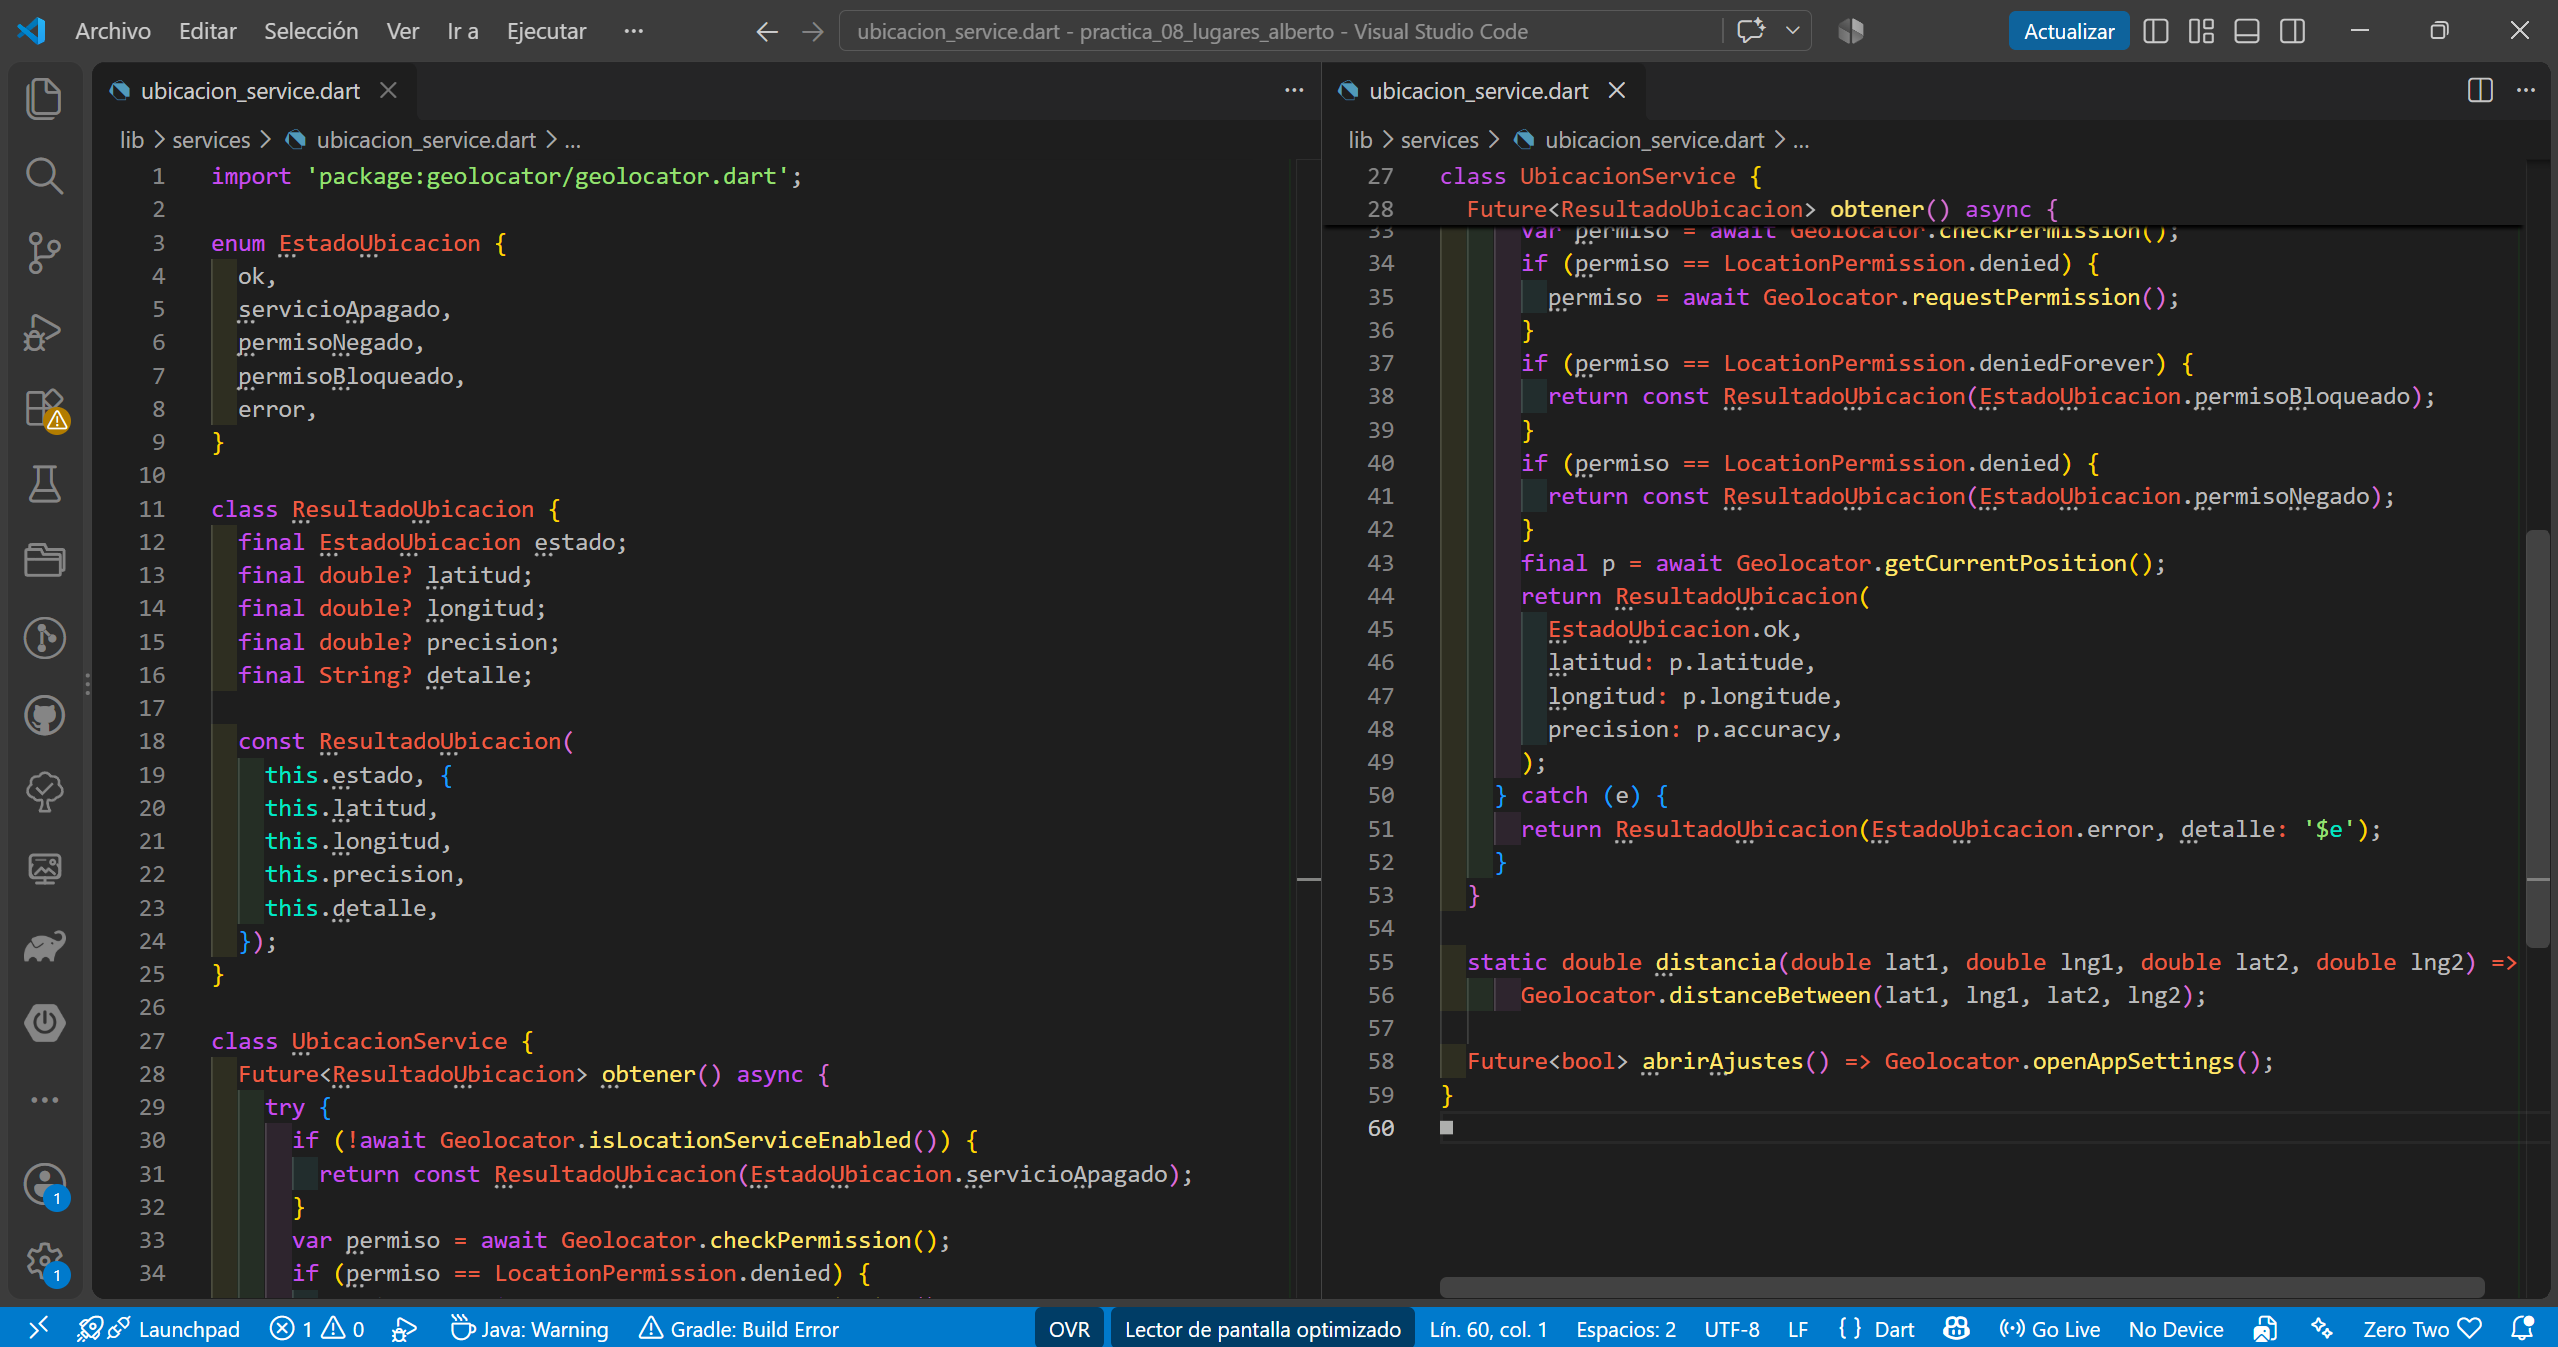 Archivo Editar Selección Ver Ir a Ejecutar ···
ubicacion_service.dart - practica_08_lugares_alberto - Visual Studio Code
Actualizar
ubicacion_service.dart
lib > services > ubicacion_service.dart > ...
1 import 'package:geolocator/geolocator.dart';
2
3 enum EstadoUbicacion {
4 ok,
5 servicioApagado,
6 permisoNegado,
7 permisoBloqueado,
8 error,
9 }
10
11 class ResultadoUbicacion {
12 final EstadoUbicacion estado;
13 final double? latitud;
14 final double? longitud;
15 final double? precision;
16 final String? detalle;
17
18 const ResultadoUbicacion(
19 this.estado, {
20 this.latitud,
21 this.longitud,
22 this.precision,
23 this.detalle,
24 });
25 }
26
27 class UbicacionService {
28 Future<ResultadoUbicacion> obtener() async {
29 try {
30 if (!await Geolocator.isLocationServiceEnabled()) {
31 return const ResultadoUbicacion(EstadoUbicacion.servicioApagado);
32 }
33 var permiso = await Geolocator.checkPermission();
34 if (permiso == LocationPermission.denied) {
ubicacion_service.dart
lib > services > ubicacion_service.dart > ...
27 class UbicacionService {
28 Future<ResultadoUbicacion> obtener() async {
33 var permiso = await Geolocator.checkPermission();
34 if (permiso == LocationPermission.denied) {
35 permiso = await Geolocator.requestPermission();
36 }
37 if (permiso == LocationPermission.deniedForever) {
38 return const ResultadoUbicacion(EstadoUbicacion.permisoBloqueado);
39 }
40 if (permiso == LocationPermission.denied) {
41 return const ResultadoUbicacion(EstadoUbicacion.permisoNegado);
42 }
43 final p = await Geolocator.getCurrentPosition();
44 return ResultadoUbicacion(
45 EstadoUbicacion.ok,
46 latitud: p.latitude,
47 longitud: p.longitude,
48 precision: p.accuracy,
49 );
50 } catch (e) {
51 return ResultadoUbicacion(EstadoUbicacion.error, detalle: '$e');
52 }
53 }
54
55 static double distancia(double lat1, double lng1, double lat2, double lng2) =>
56 Geolocator.distanceBetween(lat1, lng1, lat2, lng2);
57
58 Future<bool> abrirAjustes() => Geolocator.openAppSettings();
59 }
60
1
1
Launchpad 1 0 Java: Warning Gradle: Build Error OVR Lector de pantalla optimizado Lín. 60, col. 1 Espacios: 2 UTF-8 LF {} Dart Go Live No Device Zero Two